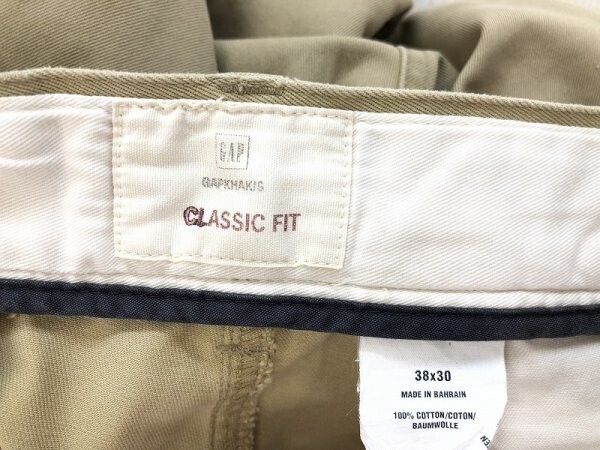 GAP
GAPKHAKIS
CLASSIC FIT
38x30
MADE IN BAHRAIN
100% COTTON/COTON/
BAUMWOLLE